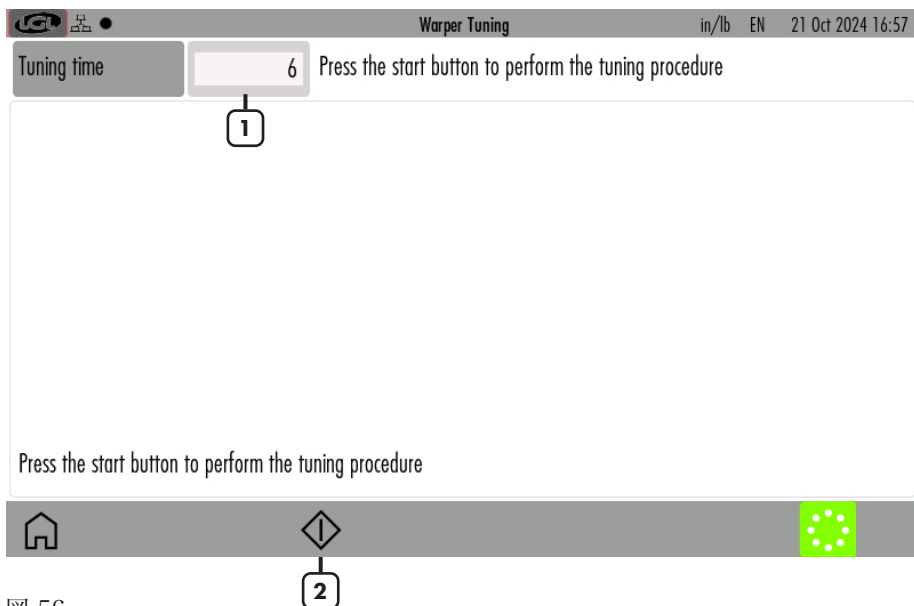 LGL Warper Tuning in/lb EN 21 Oct 2024 16:57
Tuning time 6 Press the start button to perform the tuning procedure
1
Press the start button to perform the tuning procedure
2
図 56